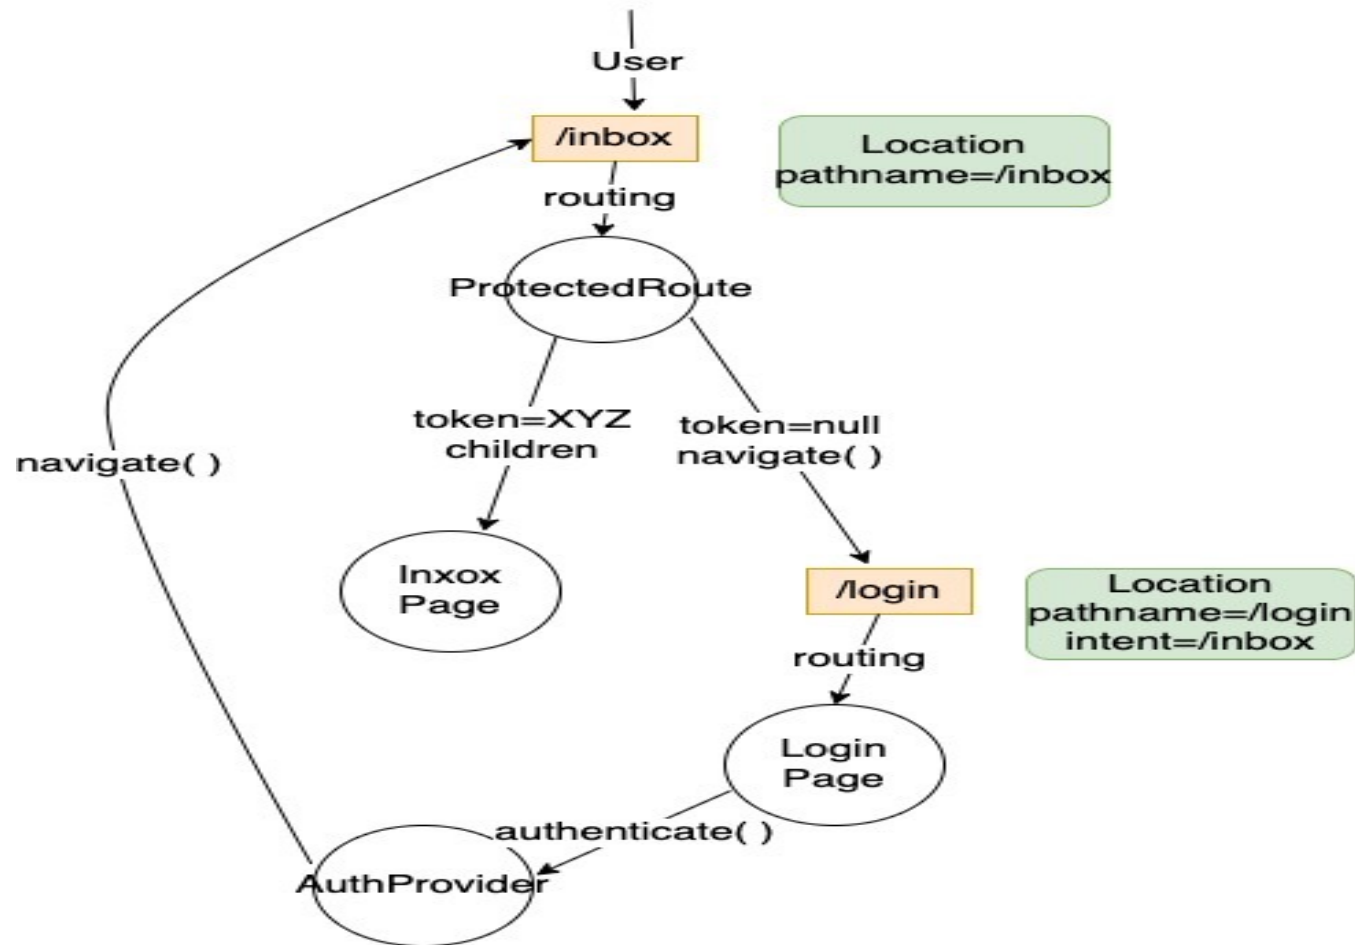 User
/inbox
Location
pathname=/inbox
routing
ProtectedRoute
token=XYZ
children
token=null
navigate( )
navigate( )
Inxox
Page
/login
Location
pathname=/login
intent=/inbox
routing
Login
Page
authenticate( )
AuthProvider